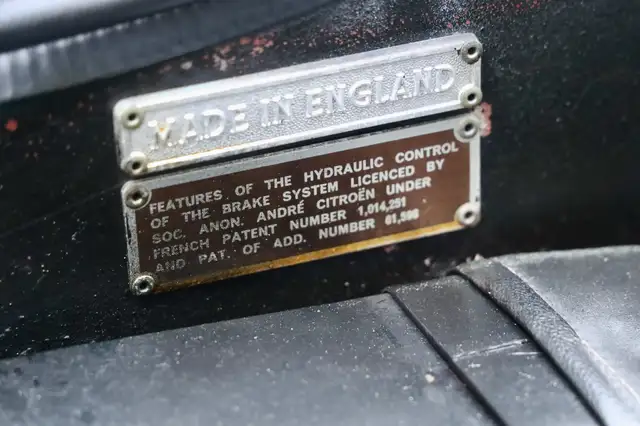 MADE IN ENGLAND
FEATURES OF THE HYDRAULIC CONTROL
OF THE BRAKE SYSTEM LICENCED BY
SOC. ANON. ANDRÉ CITROËN UNDER
FRENCH PATENT NUMBER 1,014,251
AND PAT. OF ADD. NUMBER 61,398